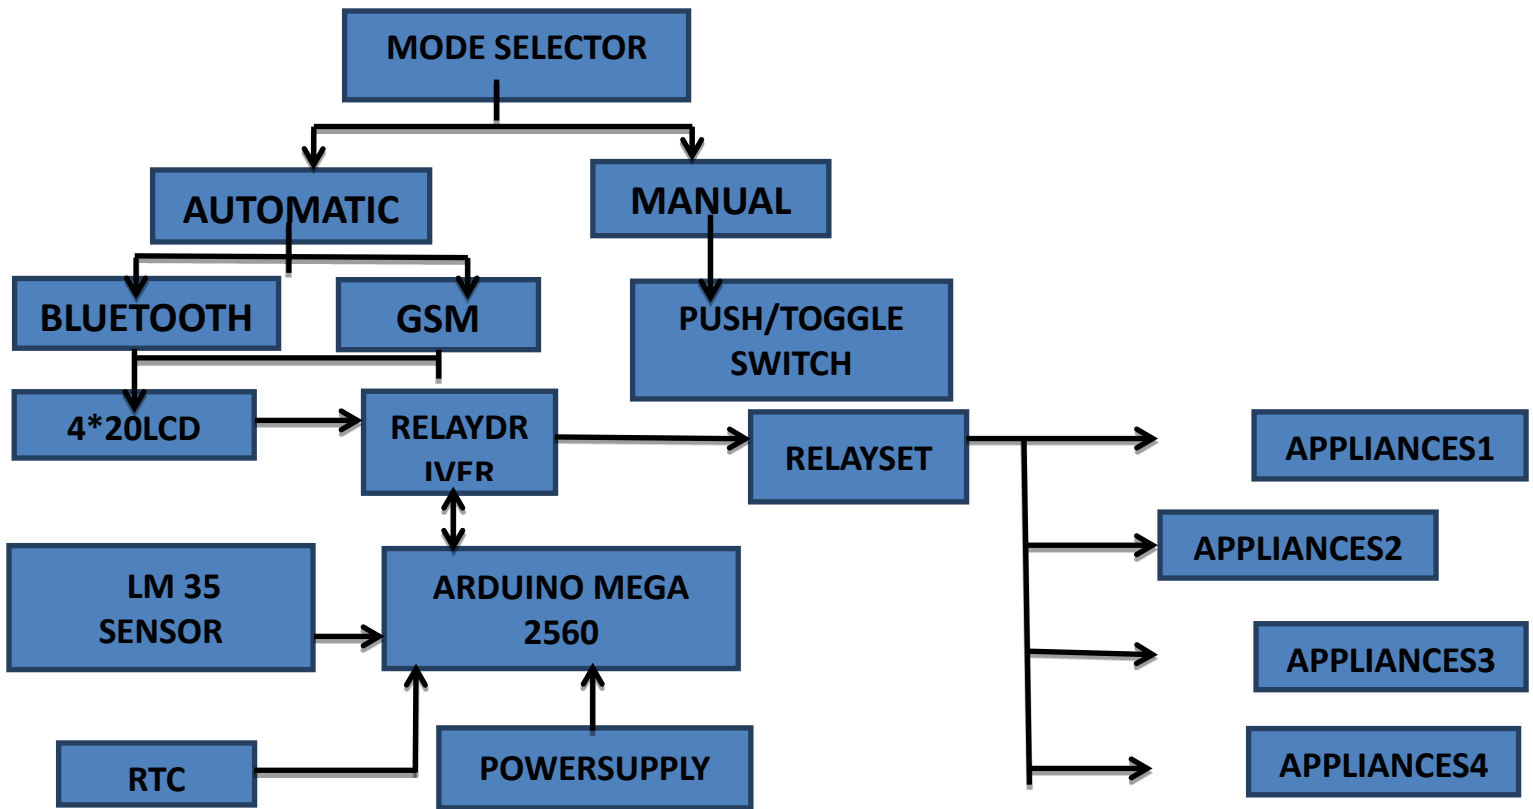 MODE SELECTOR
AUTOMATIC
MANUAL
BLUETOOTH
GSM
PUSH/TOGGLE
SWITCH
4*20LCD
RELAYDR
IVER
RELAYSET
APPLIANCES1
APPLIANCES2
LM 35
SENSOR
ARDUINO MEGA
2560
APPLIANCES3
RTC
POWERSUPPLY
APPLIANCES4